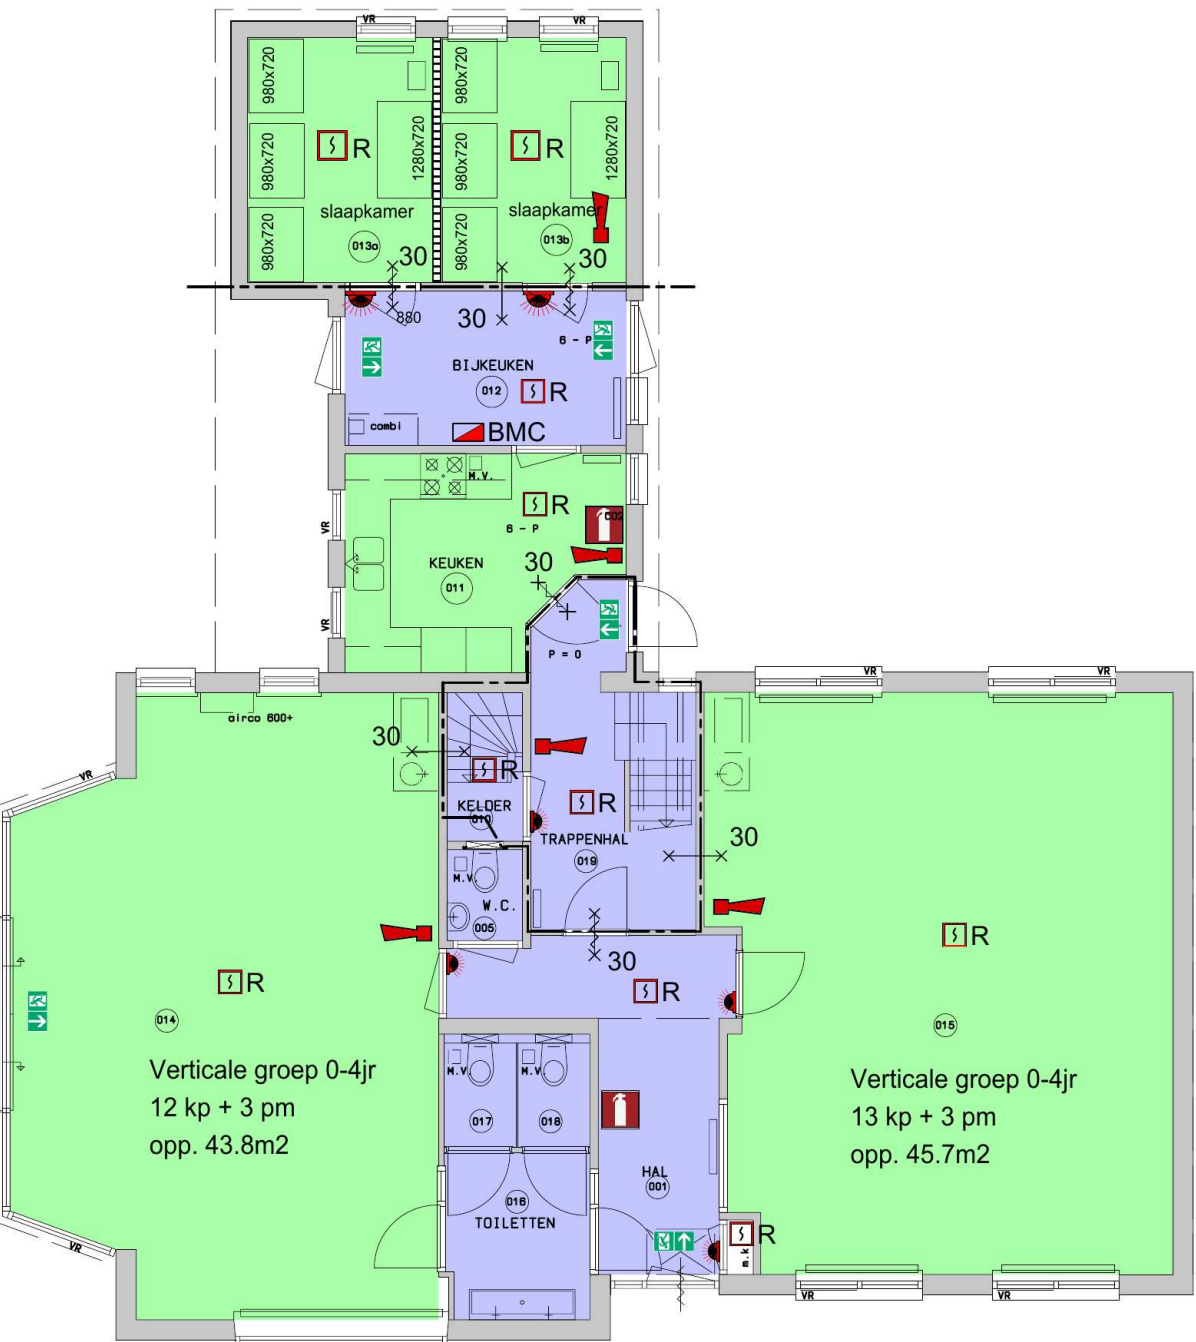 VR
VR
980x720
980x720
1280x720
980x720
980x720
1280x720
R
R
slaapkamer
slaapkamer
980x720
980x720
013a
013b
30
30
880
30
6 - P
BIJKEUKEN
012
R
combi
BMC
M.V.
R
CO2
6 - P
VR
KEUKEN
30
011
VR
P = 0
VR
VR
airco 600+
30
VR
R
R
KELDER
010
TRAPPENHAL
019
30
M.V.
W.C.
005
R
30
R
R
014
015
Verticale groep 0-4jr
12 kp + 3 pm
opp. 43.8m2
M.V.
M.V.
017
018
Verticale groep 0-4jr
13 kp + 3 pm
opp. 45.7m2
HAL
001
016
TOILETTEN
R
m.k
VR
VR
VR